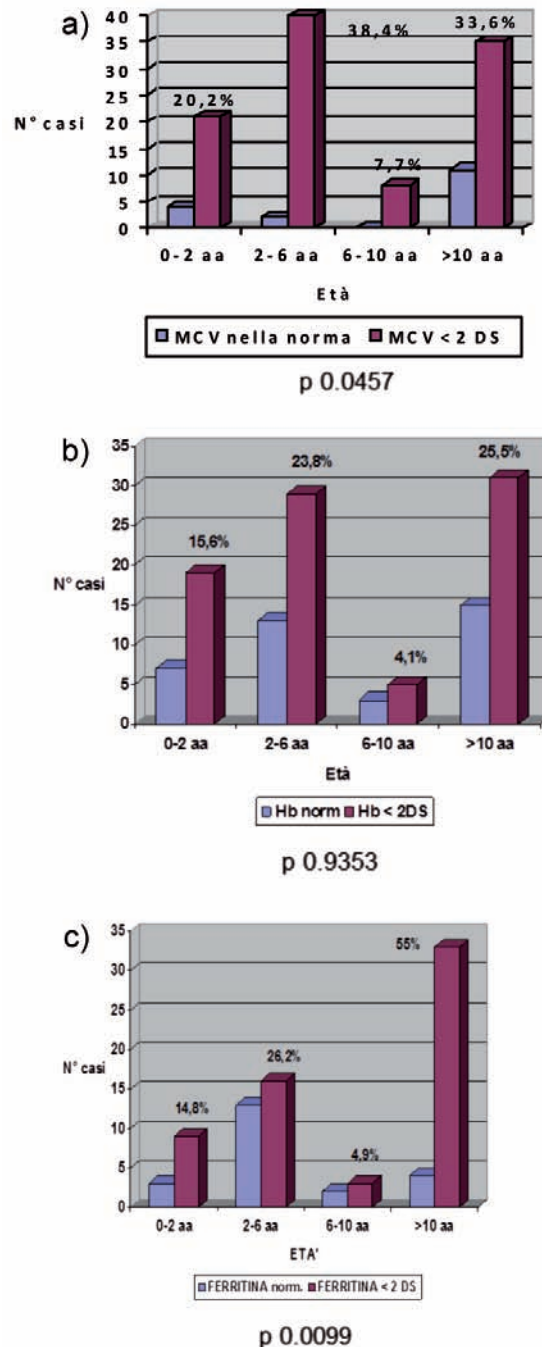 a)
40
35
30
25
20
15
10
5
0
N° casi
20,2%
38,4%
7,7%
33,6%
0-2 aa 2-6 aa 6-10 aa >10 aa
Età
MCV nella norma MCV < 2 DS
p 0.0457
b)
35
30
25
20
15
10
5
0
N° casi
15,6%
23,8%
4,1%
25,5%
0-2 aa 2-6 aa 6-10 aa >10 aa
Età
Hb norm Hb < 2DS
p 0.9353
c)
35
30
25
20
15
10
5
0
N° casi
14,8%
26,2%
4,9%
55%
0-2 aa 2-6 aa 6-10 aa >10 aa
ETA'
FERRITINA norm. FERRITINA < 2 DS
p 0.0099